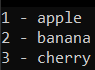 1 - apple
2 - banana
3 - cherry